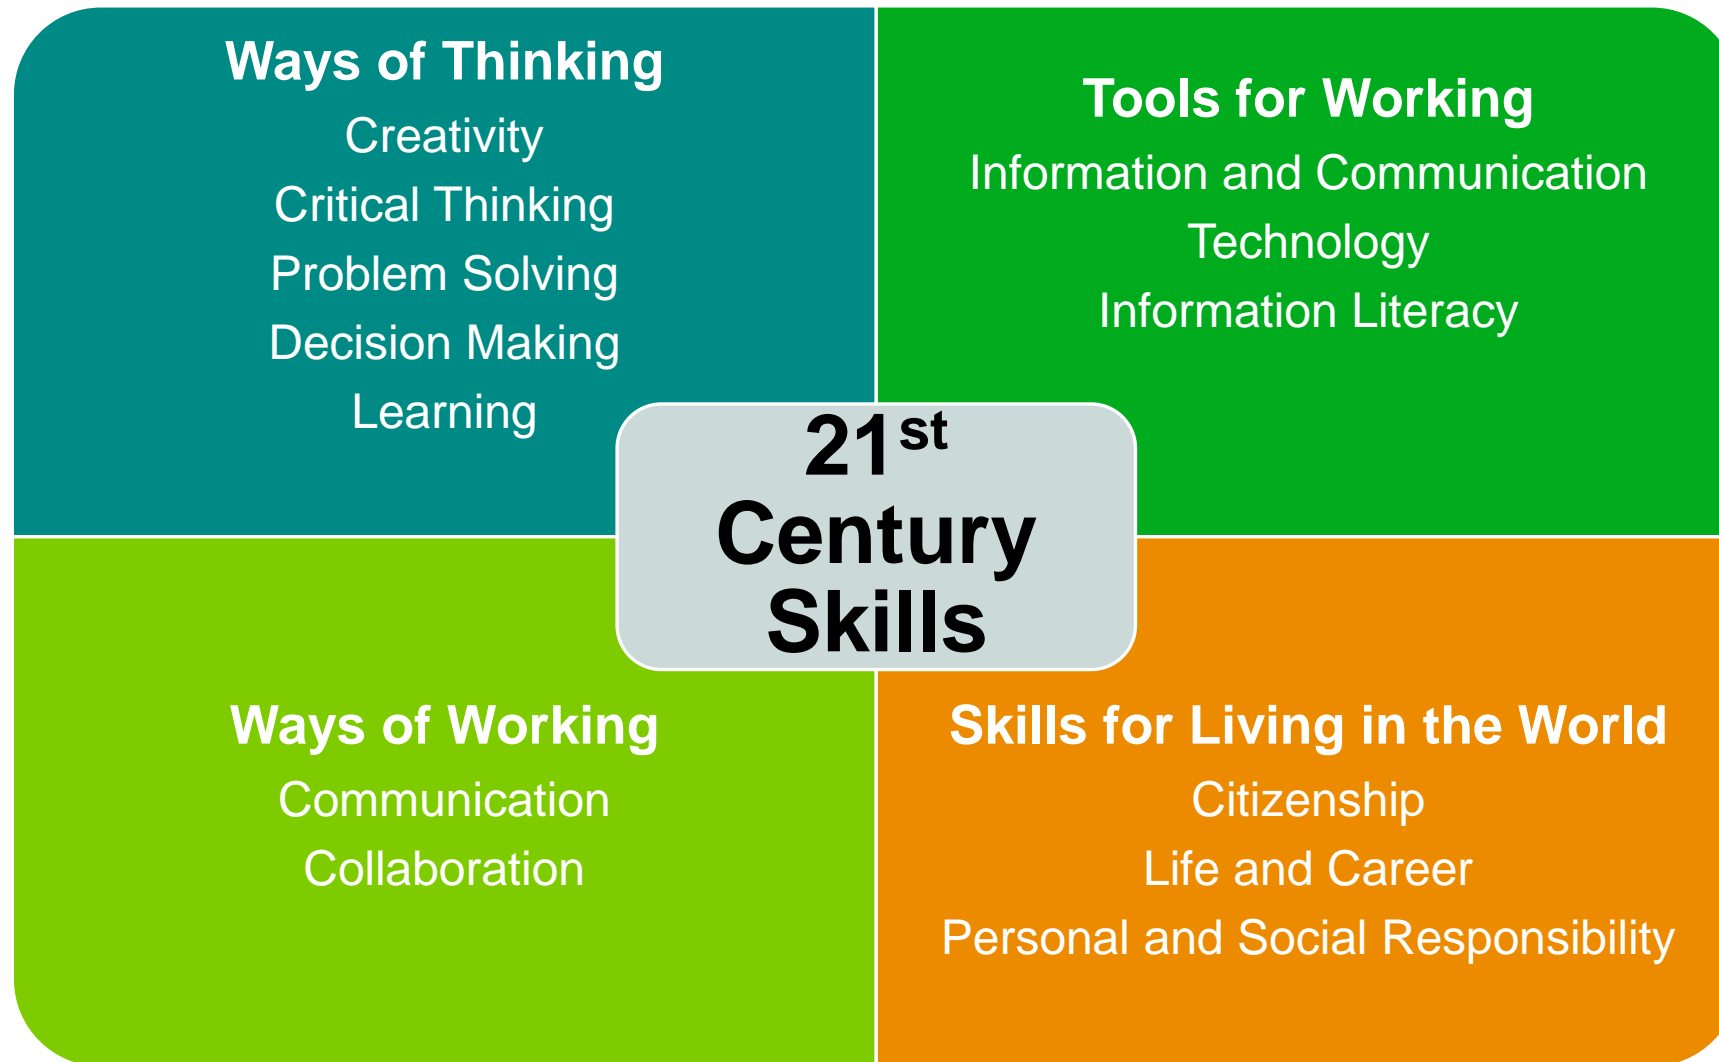 Ways of Thinking
Creativity
Critical Thinking
Problem Solving
Decision Making
Learning
Tools for Working
Information and Communication
Technology
Information Literacy
21st
Century
Skills
Ways of Working
Communication
Collaboration
Skills for Living in the World
Citizenship
Life and Career
Personal and Social Responsibility